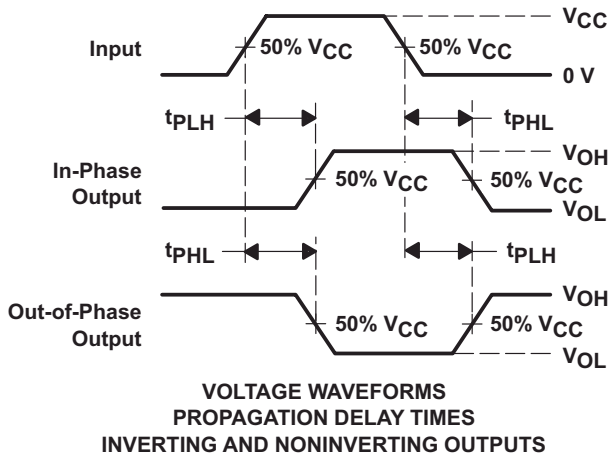 VCC
Input
50% VCC
50% VCC
0 V
tPLH
tPHL
In-Phase
Output
VOH
50% VCC
50% VCC
VOL
tPHL
tPLH
Out-of-Phase
Output
VOH
50% VCC
50% VCC
VOL
VOLTAGE WAVEFORMS
PROPAGATION DELAY TIMES
INVERTING AND NONINVERTING OUTPUTS